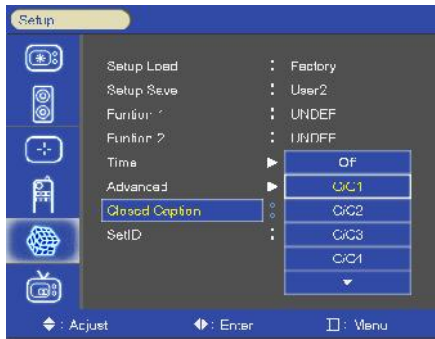 Setup
Setup Load : Factory
Setup Save : User2
Funtion 1 : UNDEF
Funtion 2 : UNDEF
Time ▶ Off
Advanced ▶ C/C1
Closed Caption : C/C2
SetID : C/C3
C/C4
: Adjust : Enter : Menu